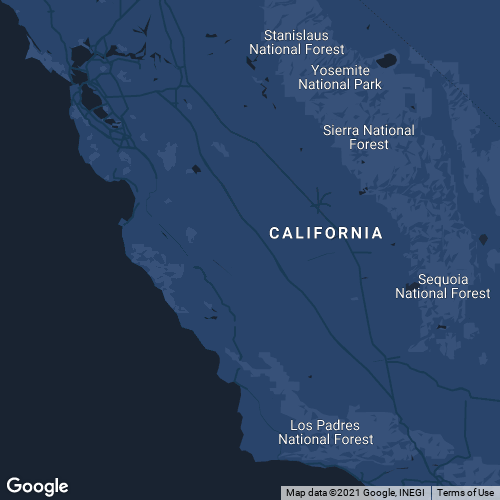 Stanislaus
National Forest
Yosemite
National Park
Sierra National
Forest
CALIFORNIA
Sequoia
National Forest
Los Padres
National Forest
Google
Map data ©2021 Google, INEGI
Terms of Use